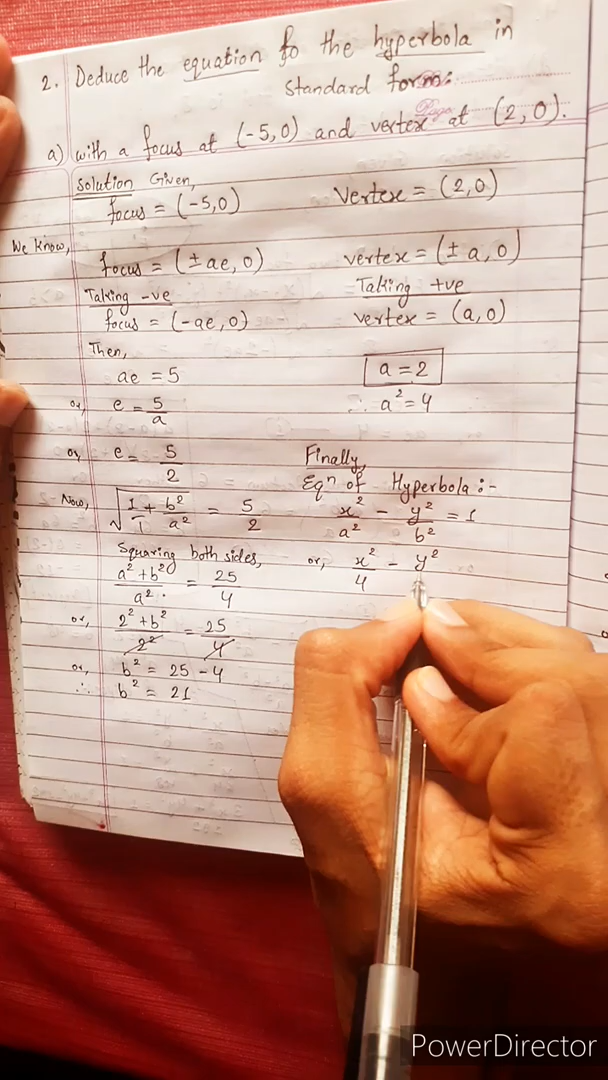 2. Deduce the equation fo the hyperbola in
standard form:
a) with a focus at (-5,0) and vertex at (2,0).
Solution Given,
focus = (-5,0)
Vertex = (2,0)
We Know,
focus = (±ae,0)
vertex = (±a,0)
Taking -ve
Taking +ve
focus = (-ae,0)
vertex = (a,0)
Then,
ae = 5
a = 2
or, e = 5/a
∴ a² = 4
or, e = 5/2
Now, √(1/1 + b²/a²) = 5/2
Squaring both sides,
(a² + b²)/a² = 25/4
or, (2² + b²)/2² = 25/4
or, b² = 25 - 4
∴ b² = 21
Finally,
Eqⁿ of Hyperbola :-
x²/a² - y²/b² = 1
or, x²/4 - y²
PowerDirector